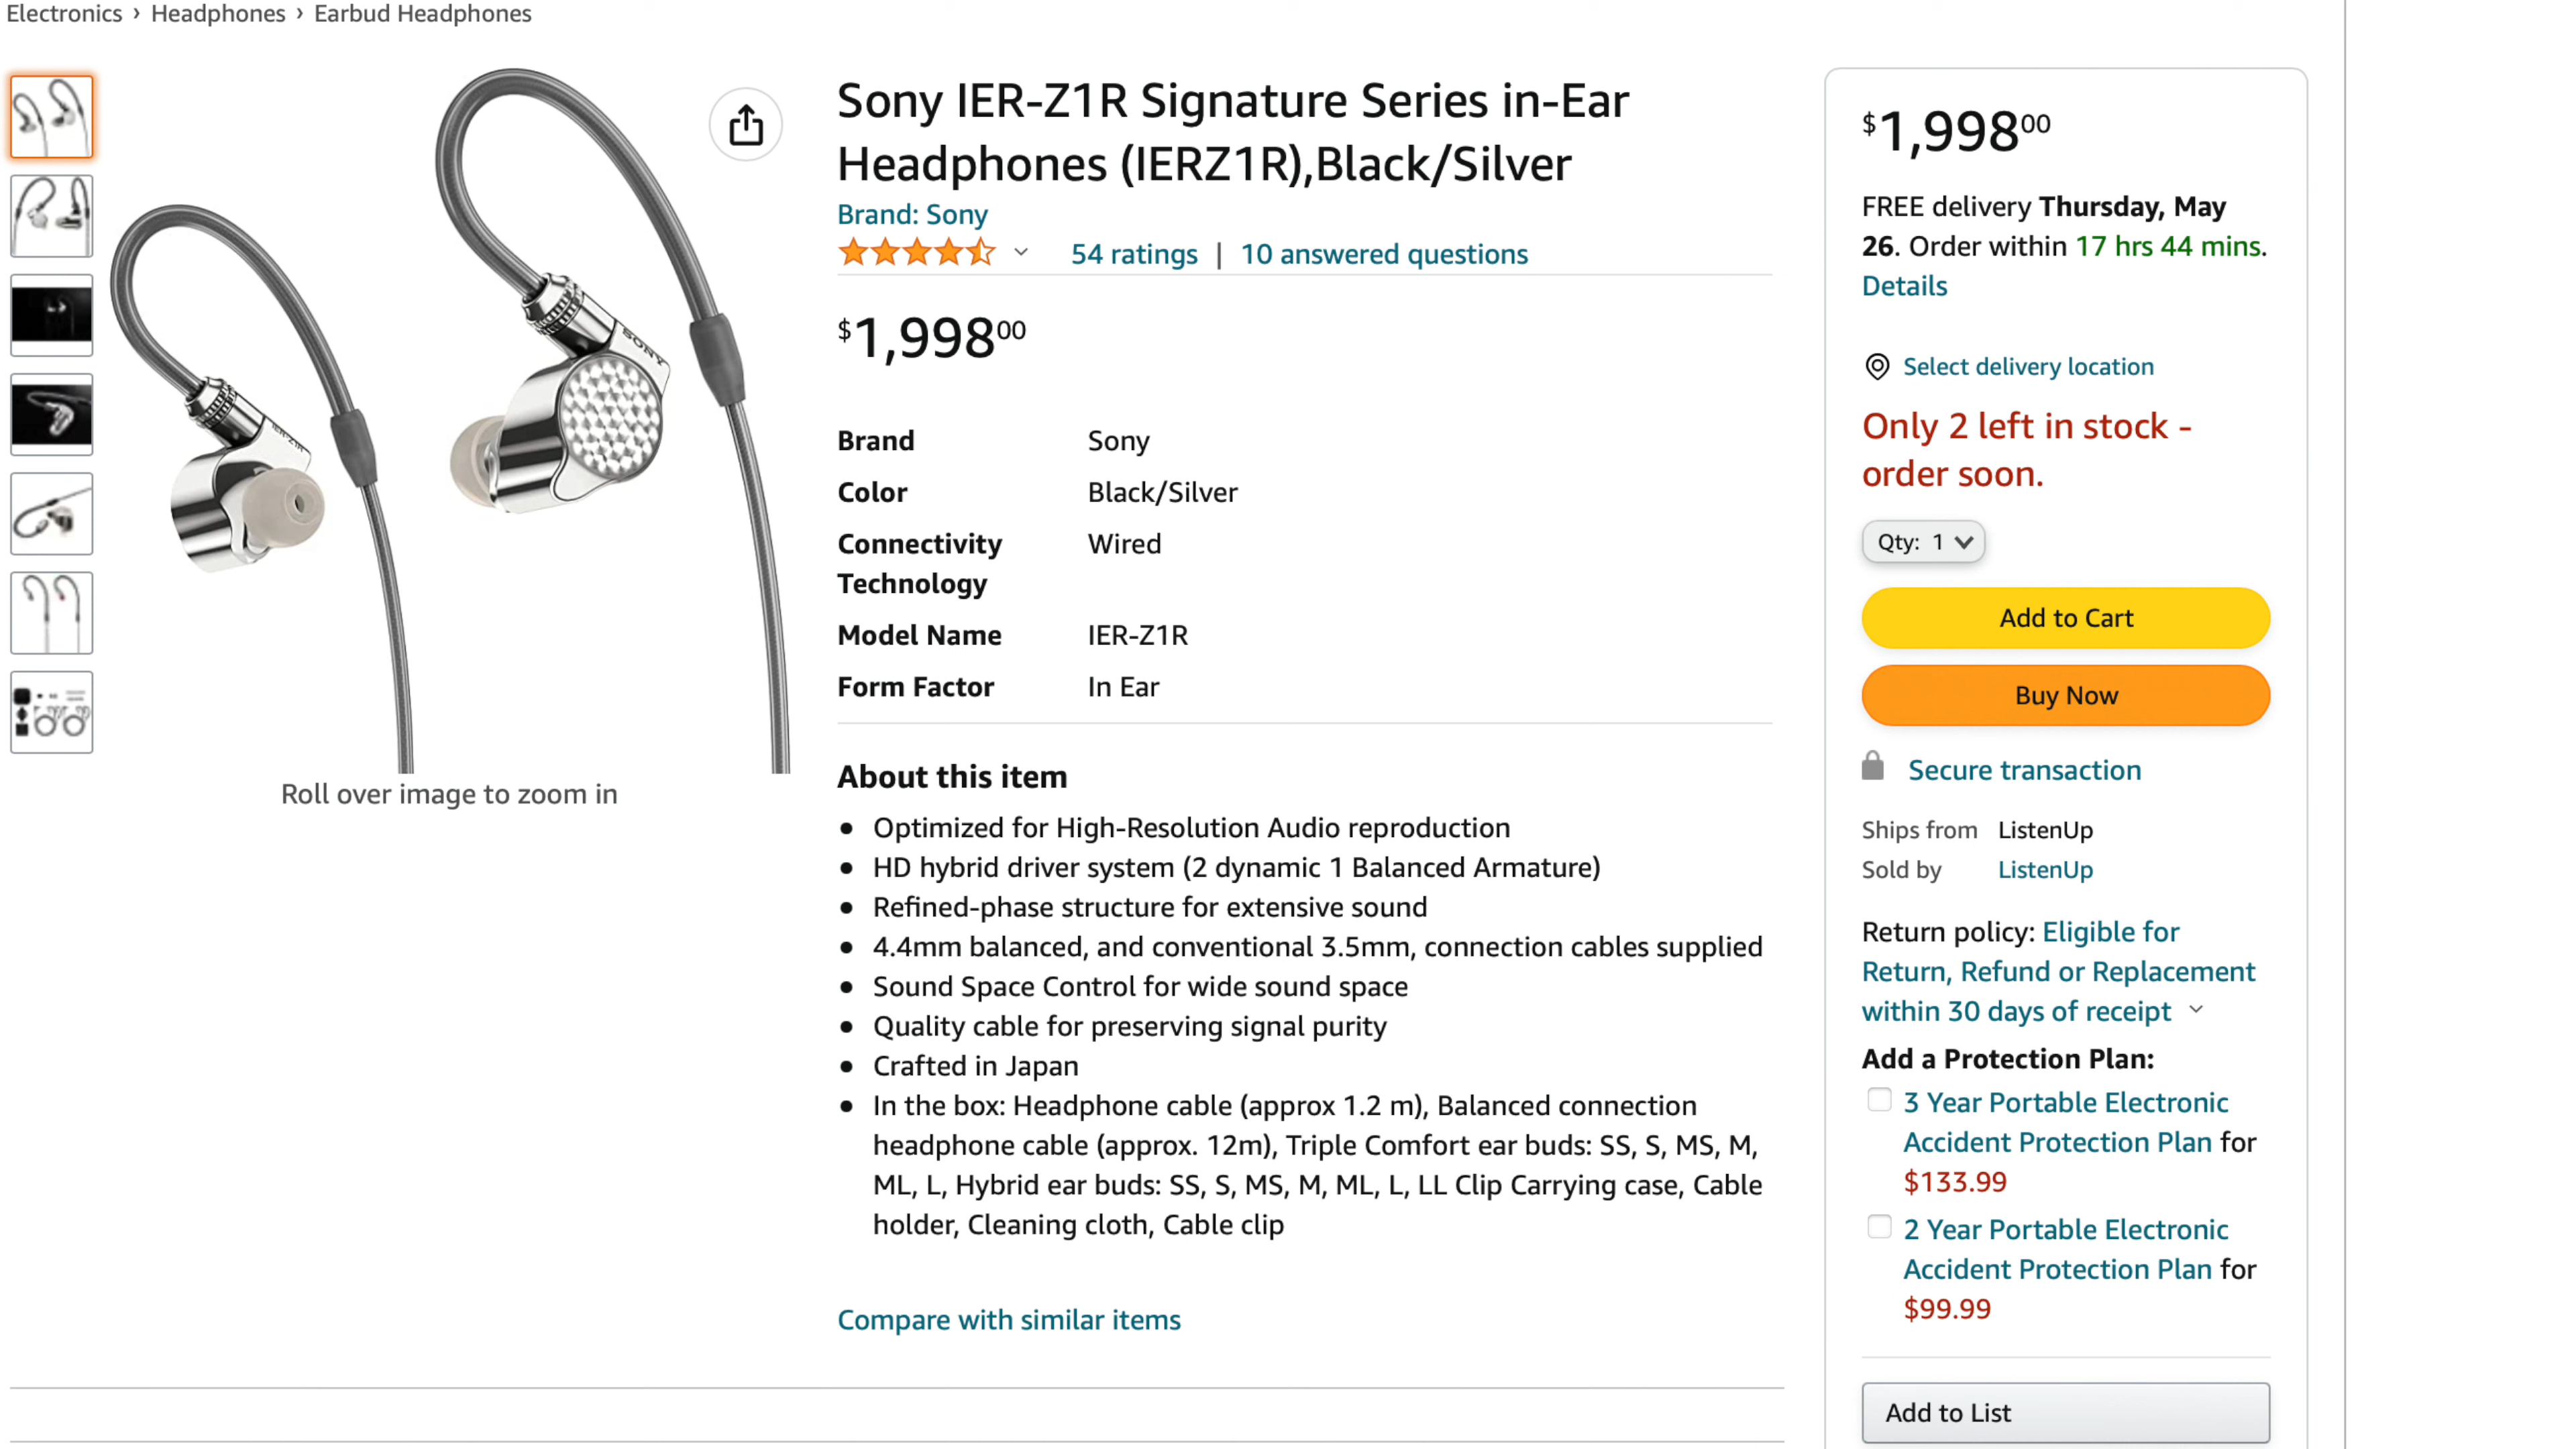 Electronics › Headphones › Earbud Headphones
SONY
IER-Z1R
Roll over image to zoom in
Sony IER-Z1R Signature Series in-Ear
Headphones (IERZ1R),Black/Silver
Brand: Sony
54 ratings | 10 answered questions
$1,99800
Brand Sony
Color Black/Silver
Connectivity Wired
Technology
Model Name IER-Z1R
Form Factor In Ear
About this item
• Optimized for High-Resolution Audio reproduction
• HD hybrid driver system (2 dynamic 1 Balanced Armature)
• Refined-phase structure for extensive sound
• 4.4mm balanced, and conventional 3.5mm, connection cables supplied
• Sound Space Control for wide sound space
• Quality cable for preserving signal purity
• Crafted in Japan
• In the box: Headphone cable (approx 1.2 m), Balanced connection
headphone cable (approx. 12m), Triple Comfort ear buds: SS, S, MS, M,
ML, L, Hybrid ear buds: SS, S, MS, M, ML, L, LL Clip Carrying case, Cable
holder, Cleaning cloth, Cable clip
Compare with similar items
$1,99800
FREE delivery Thursday, May
26. Order within 17 hrs 44 mins.
Details
Select delivery location
Only 2 left in stock -
order soon.
Qty: 1
Add to Cart
Buy Now
Secure transaction
Ships from ListenUp
Sold by ListenUp
Return policy: Eligible for
Return, Refund or Replacement
within 30 days of receipt
Add a Protection Plan:
3 Year Portable Electronic
Accident Protection Plan for
$133.99
2 Year Portable Electronic
Accident Protection Plan for
$99.99
Add to List